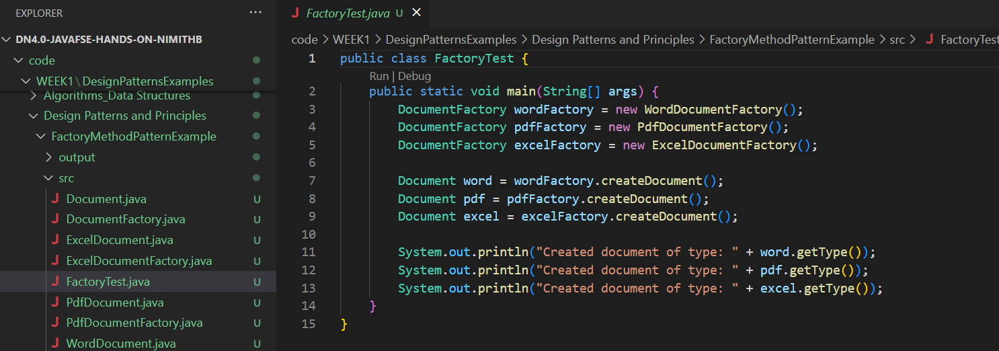 EXPLORER
···
DN4.0-JAVAFSE-HANDS-ON-NIMITHB
code
WEEK1\DesignPatternsExamples
Algorithms_Data Structures
Design Patterns and Principles
FactoryMethodPatternExample
output
src
J Document.java U
J DocumentFactory.java U
J ExcelDocument.java U
J ExcelDocumentFactory.java U
J FactoryTest.java U
J PdfDocument.java U
J PdfDocumentFactory.java U
J WordDocument.java U
J FactoryTest.java U ×
code > WEEK1 > DesignPatternsExamples > Design Patterns and Principles > FactoryMethodPatternExample > src > J FactoryTest
1 public class FactoryTest {
Run | Debug
2     public static void main(String[] args) {
3         DocumentFactory wordFactory = new WordDocumentFactory();
4         DocumentFactory pdfFactory = new PdfDocumentFactory();
5         DocumentFactory excelFactory = new ExcelDocumentFactory();
6
7         Document word = wordFactory.createDocument();
8         Document pdf = pdfFactory.createDocument();
9         Document excel = excelFactory.createDocument();
10
11         System.out.println("Created document of type: " + word.getType());
12         System.out.println("Created document of type: " + pdf.getType());
13         System.out.println("Created document of type: " + excel.getType());
14     }
15 }